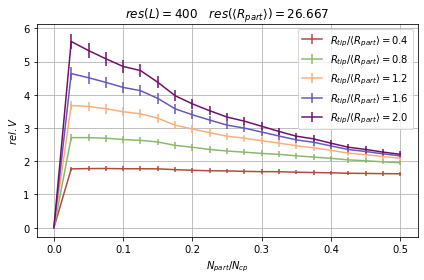 res(L) = 400 res(⟨R_part⟩) = 26.667
rel. V
6
5
4
3
2
1
0
R_tip/⟨R_part⟩ = 0.4
R_tip/⟨R_part⟩ = 0.8
R_tip/⟨R_part⟩ = 1.2
R_tip/⟨R_part⟩ = 1.6
R_tip/⟨R_part⟩ = 2.0
0.0 0.1 0.2 0.3 0.4 0.5
N_part/N_cp